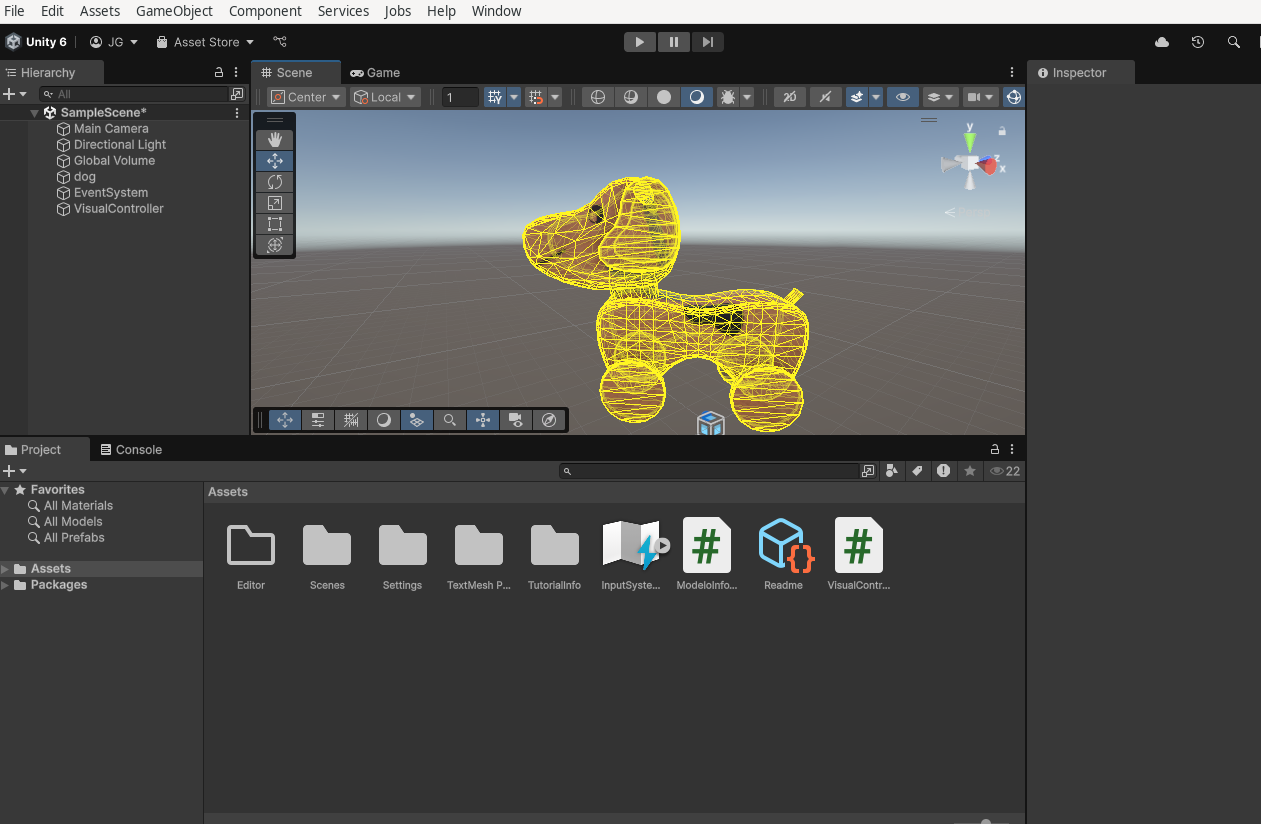 File Edit Assets GameObject Component Services Jobs Help Window
Unity 6 JG Asset Store
Hierarchy
All
SampleScene*
Main Camera
Directional Light
Global Volume
dog
EventSystem
VisualController
Scene Game
Center Local 1 2D
y
z
x
Inspector
Project Console
22
Favorites
All Materials
All Models
All Prefabs
Assets
Packages
Assets
Editor Scenes Settings TextMesh P... TutorialInfo InputSyste... ModeloInfo... Readme VisualContr...